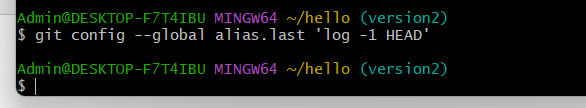 Admin@DESKTOP-F7T4IBU MINGW64 ~/hello (version2)
$ git config --global alias.last 'log -1 HEAD'
Admin@DESKTOP-F7T4IBU MINGW64 ~/hello (version2)
$